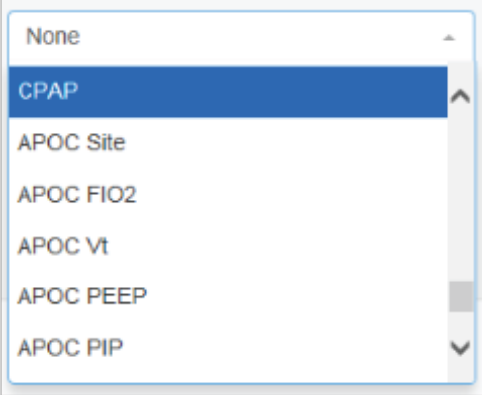 None
CPAP
APOC Site
APOC FIO2
APOC Vt
APOC PEEP
APOC PIP